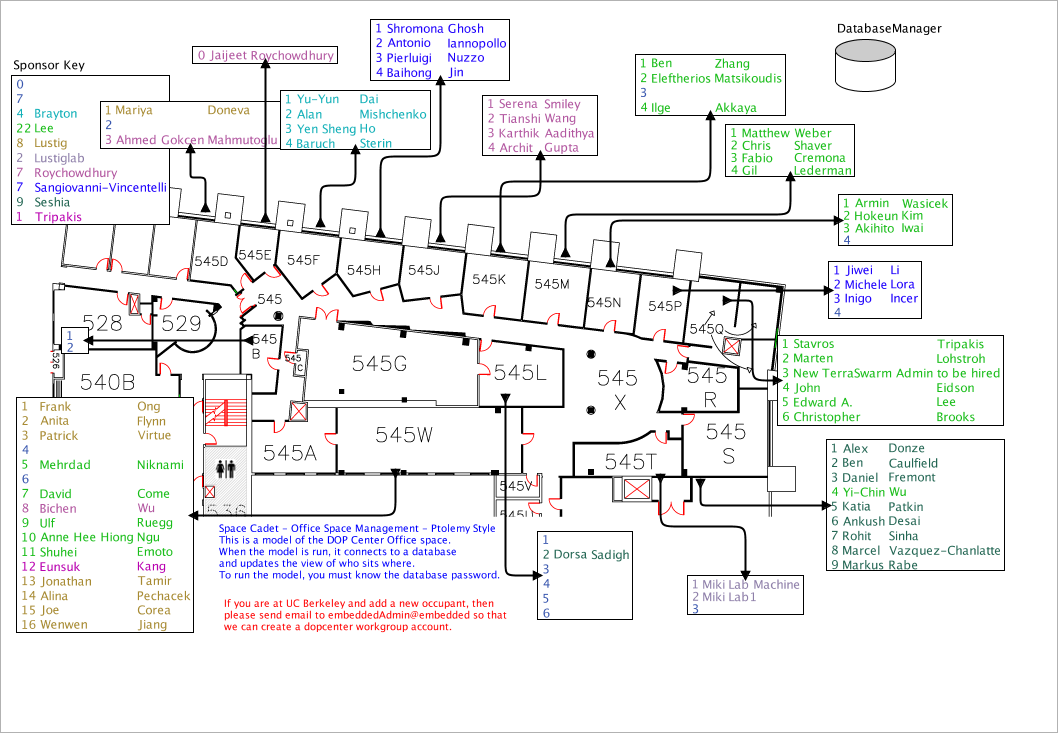 DatabaseManager
Sponsor Key
0
7
4 Brayton
22 Lee
8 Lustig
2 Lustiglab
7 Roychowdhury
7 Sangiovanni-Vincentelli
9 Seshia
1 Tripakis
1 Mariya Doneva
2
3 Ahmed Gokcen Mahmutoglu
0 Jaijeet Roychowdhury
1 Yu-Yun Dai
2 Alan Mishchenko
3 Yen Sheng Ho
4 Baruch Sterin
1 Shromona Ghosh
2 Antonio Iannopollo
3 Pierluigi Nuzzo
4 Baihong Jin
1 Serena Smiley
2 Tianshi Wang
3 Karthik Aadithya
4 Archit Gupta
1 Ben Zhang
2 Eleftherios Matsikoudis
3
4 Ilge Akkaya
1 Matthew Weber
2 Chris Shaver
3 Fabio Cremona
4 Gil Lederman
1 Armin Wasicek
2 Hokeun Kim
3 Akihito Iwai
4
1 Jiwei Li
2 Michele Lora
3 Inigo Incer
4
1 Stavros Tripakis
2 Marten Lohstroh
3 New TerraSwarm Admin to be hired
4 John Eidson
5 Edward A. Lee
6 Christopher Brooks
1 Alex Donze
2 Ben Caulfield
3 Daniel Fremont
4 Yi-Chin Wu
5 Katia Patkin
6 Ankush Desai
7 Rohit Sinha
8 Marcel Vazquez-Chanlatte
9 Markus Rabe
545D
545E
545F
545H
545J
545K
545M
545N
545P
545Q
545
528
529
1
2
526
540B
545
B
545
C
545G
545L
545
X
545
R
545
S
545A
545W
545T
545V
1 Frank Ong
2 Anita Flynn
3 Patrick Virtue
4
5 Mehrdad Niknami
6
7 David Come
8 Bichen Wu
9 Ulf Ruegg
10 Anne Hee Hiong Ngu
11 Shuhei Emoto
12 Eunsuk Kang
13 Jonathan Tamir
14 Alina Pechacek
15 Joe Corea
16 Wenwen Jiang
Space Cadet - Office Space Management - Ptolemy Style
This is a model of the DOP Center Office space.
When the model is run, it connects to a database
and updates the view of who sits where.
To run the model, you must know the database password.
If you are at UC Berkeley and add a new occupant, then
please send email to embeddedAdmin@embedded so that
we can create a dopcenter workgroup account.
1
2 Dorsa Sadigh
3
4
5
6
1 Miki Lab Machine
2 Miki Lab1
3